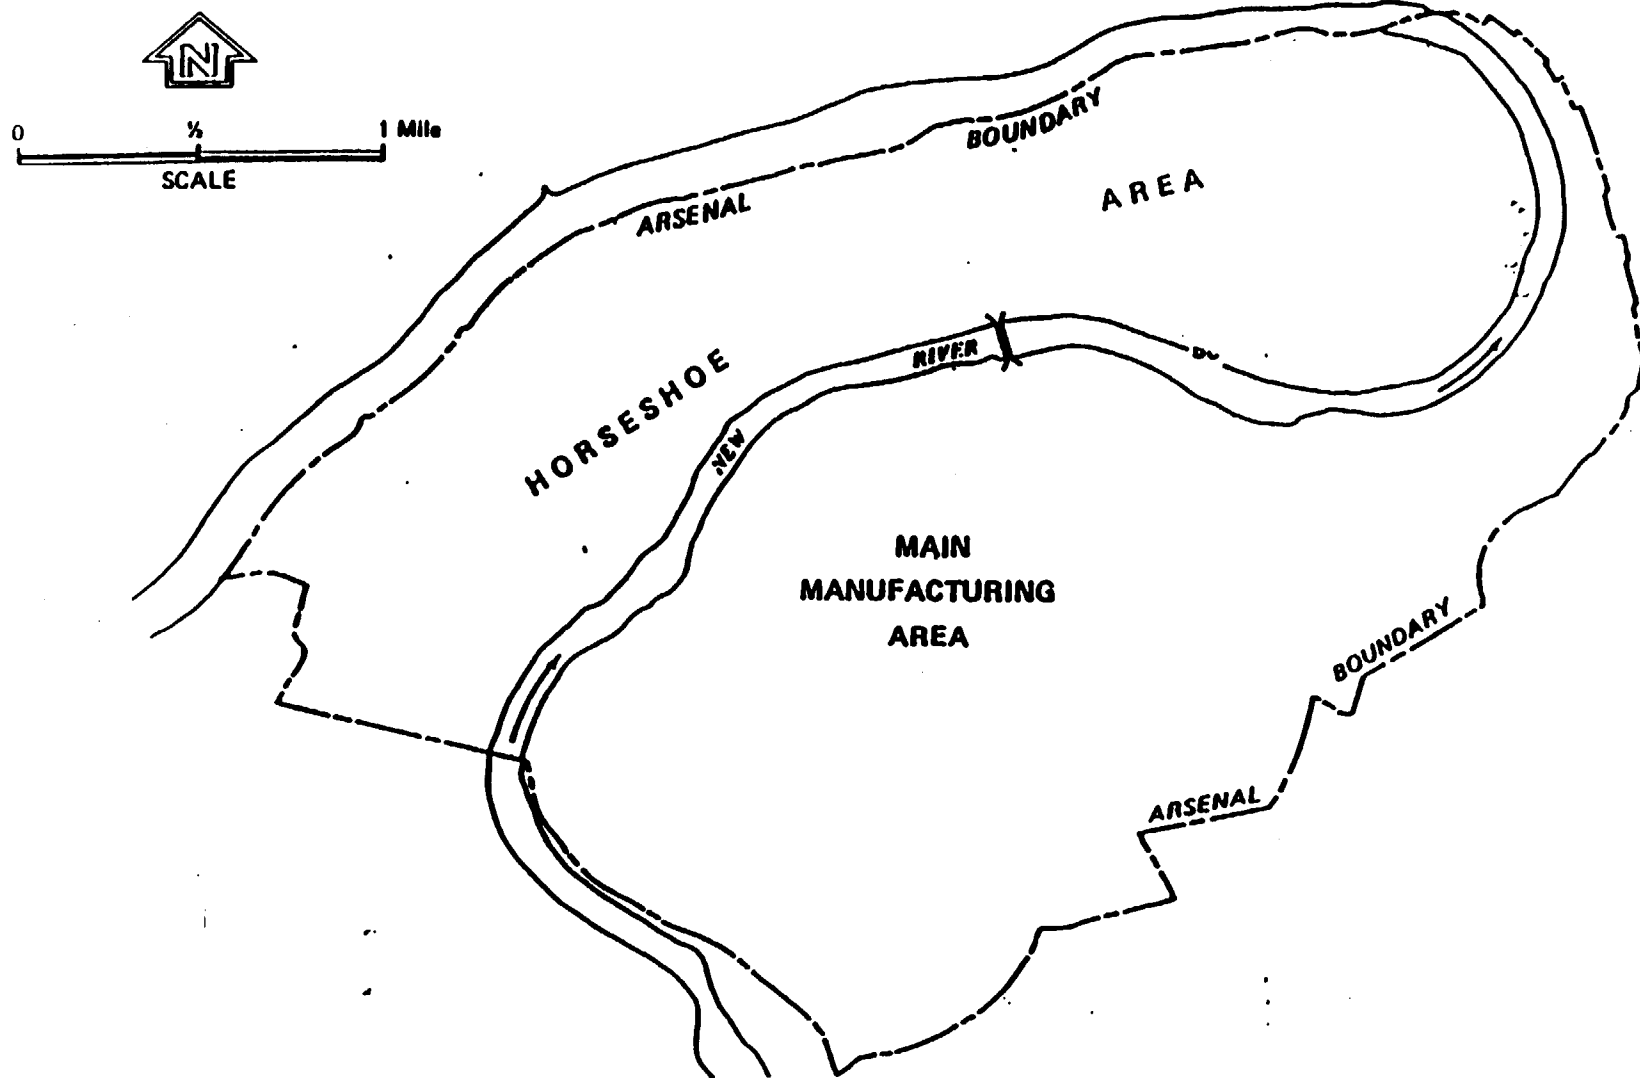 N
0 ½ 1 Mile
SCALE
ARSENAL BOUNDARY
HORSESHOE AREA
NEW RIVER
MAIN
MANUFACTURING
AREA
ARSENAL BOUNDARY